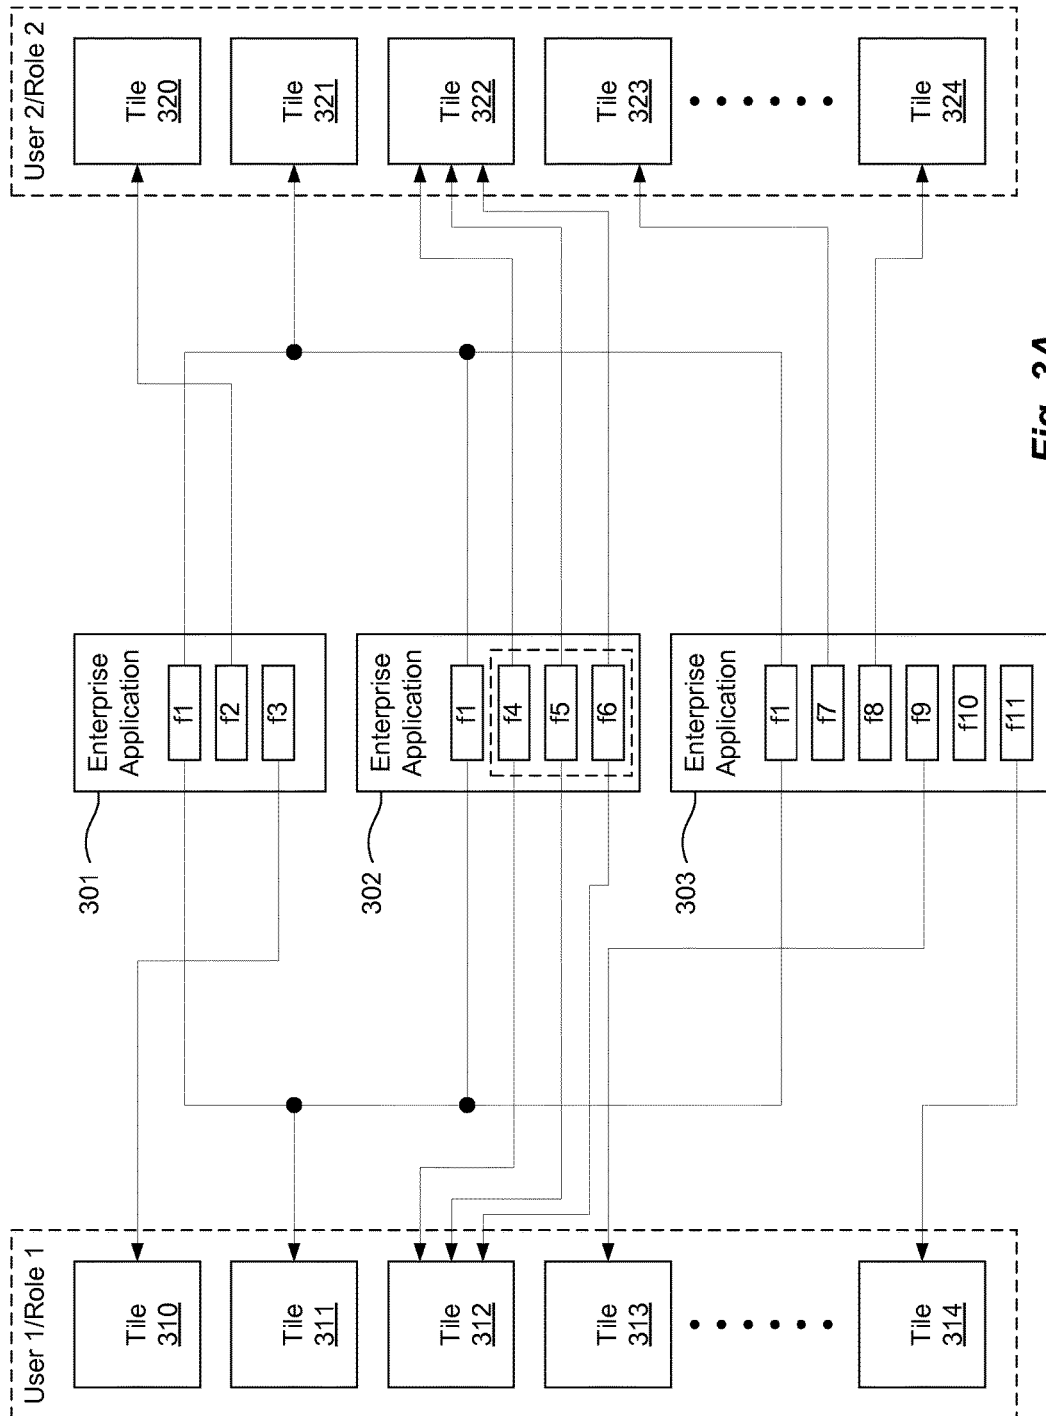 User 1/Role 1
Tile
310
Tile
311
Tile
312
Tile
313
Tile
314
301
Enterprise
Application
f1
f2
f3
302
Enterprise
Application
f1
f4
f5
f6
303
Enterprise
Application
f1
f7
f8
f9
f10
f11
User 2/Role 2
Tile
320
Tile
321
Tile
322
Tile
323
Tile
324
Fig. 3A